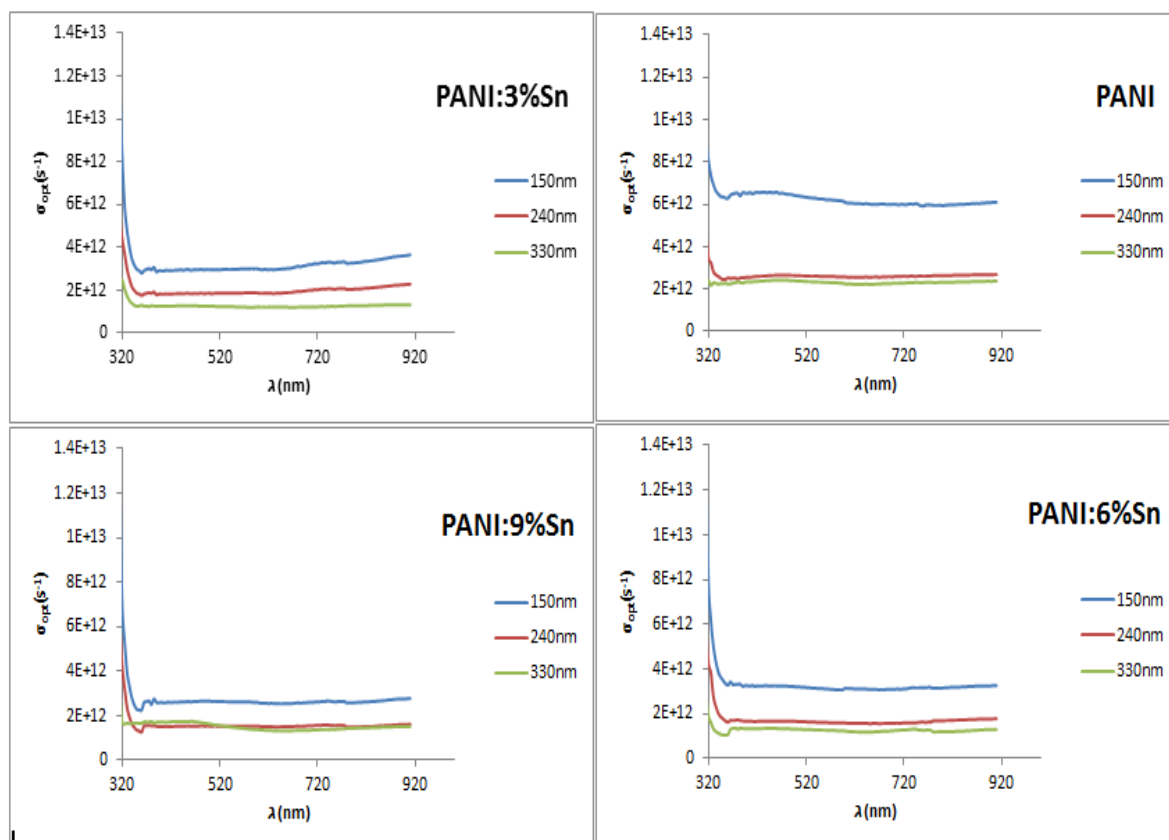 1.4E+13
1.2E+13
1E+13
8E+12
6E+12
4E+12
2E+12
0
σopt(s⁻¹)
320 520 720 920
λ(nm)
PANI:3%Sn
150nm
240nm
330nm
1.4E+13
1.2E+13
1E+13
8E+12
6E+12
4E+12
2E+12
0
σopt(s⁻¹)
320 520 720 920
λ(nm)
PANI
150nm
240nm
330nm
1.4E+13
1.2E+13
1E+13
8E+12
6E+12
4E+12
2E+12
0
σopt(s⁻¹)
320 520 720 920
λ(nm)
PANI:9%Sn
150nm
240nm
330nm
1.4E+13
1.2E+13
1E+13
8E+12
6E+12
4E+12
2E+12
0
σopt(s⁻¹)
320 520 720 920
λ(nm)
PANI:6%Sn
150nm
240nm
330nm